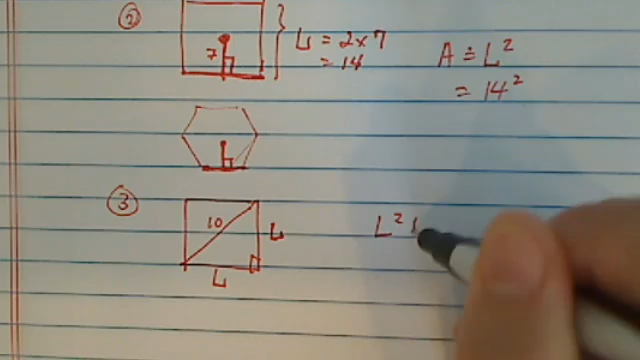 ②
7
L = 2 x 7
= 14
A = L²
= 14²
③
10
L
L
L²